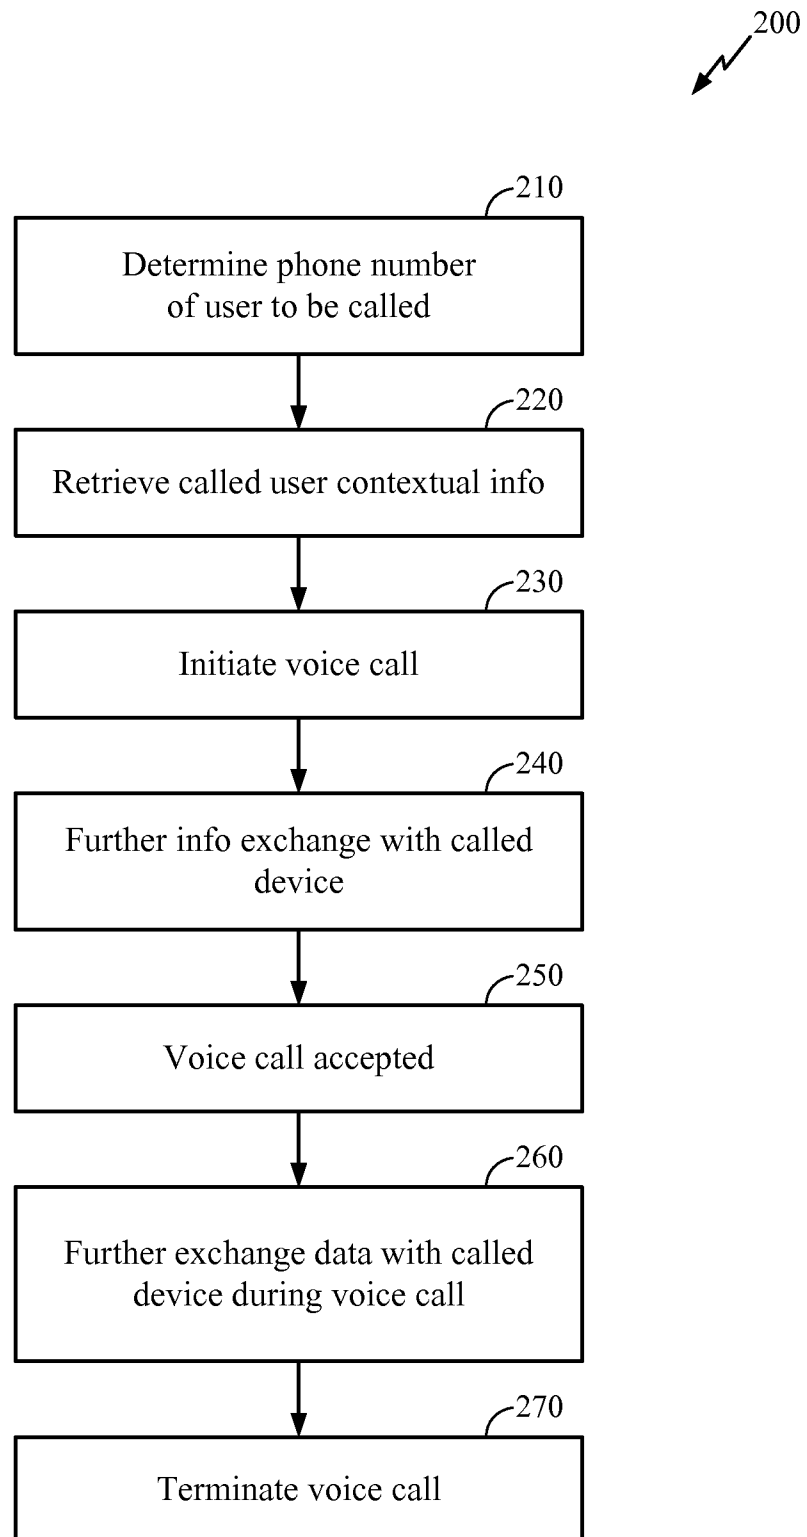 200
210
Determine phone number
of user to be called
220
Retrieve called user contextual info
230
Initiate voice call
240
Further info exchange with called
device
250
Voice call accepted
260
Further exchange data with called
device during voice call
270
Terminate voice call